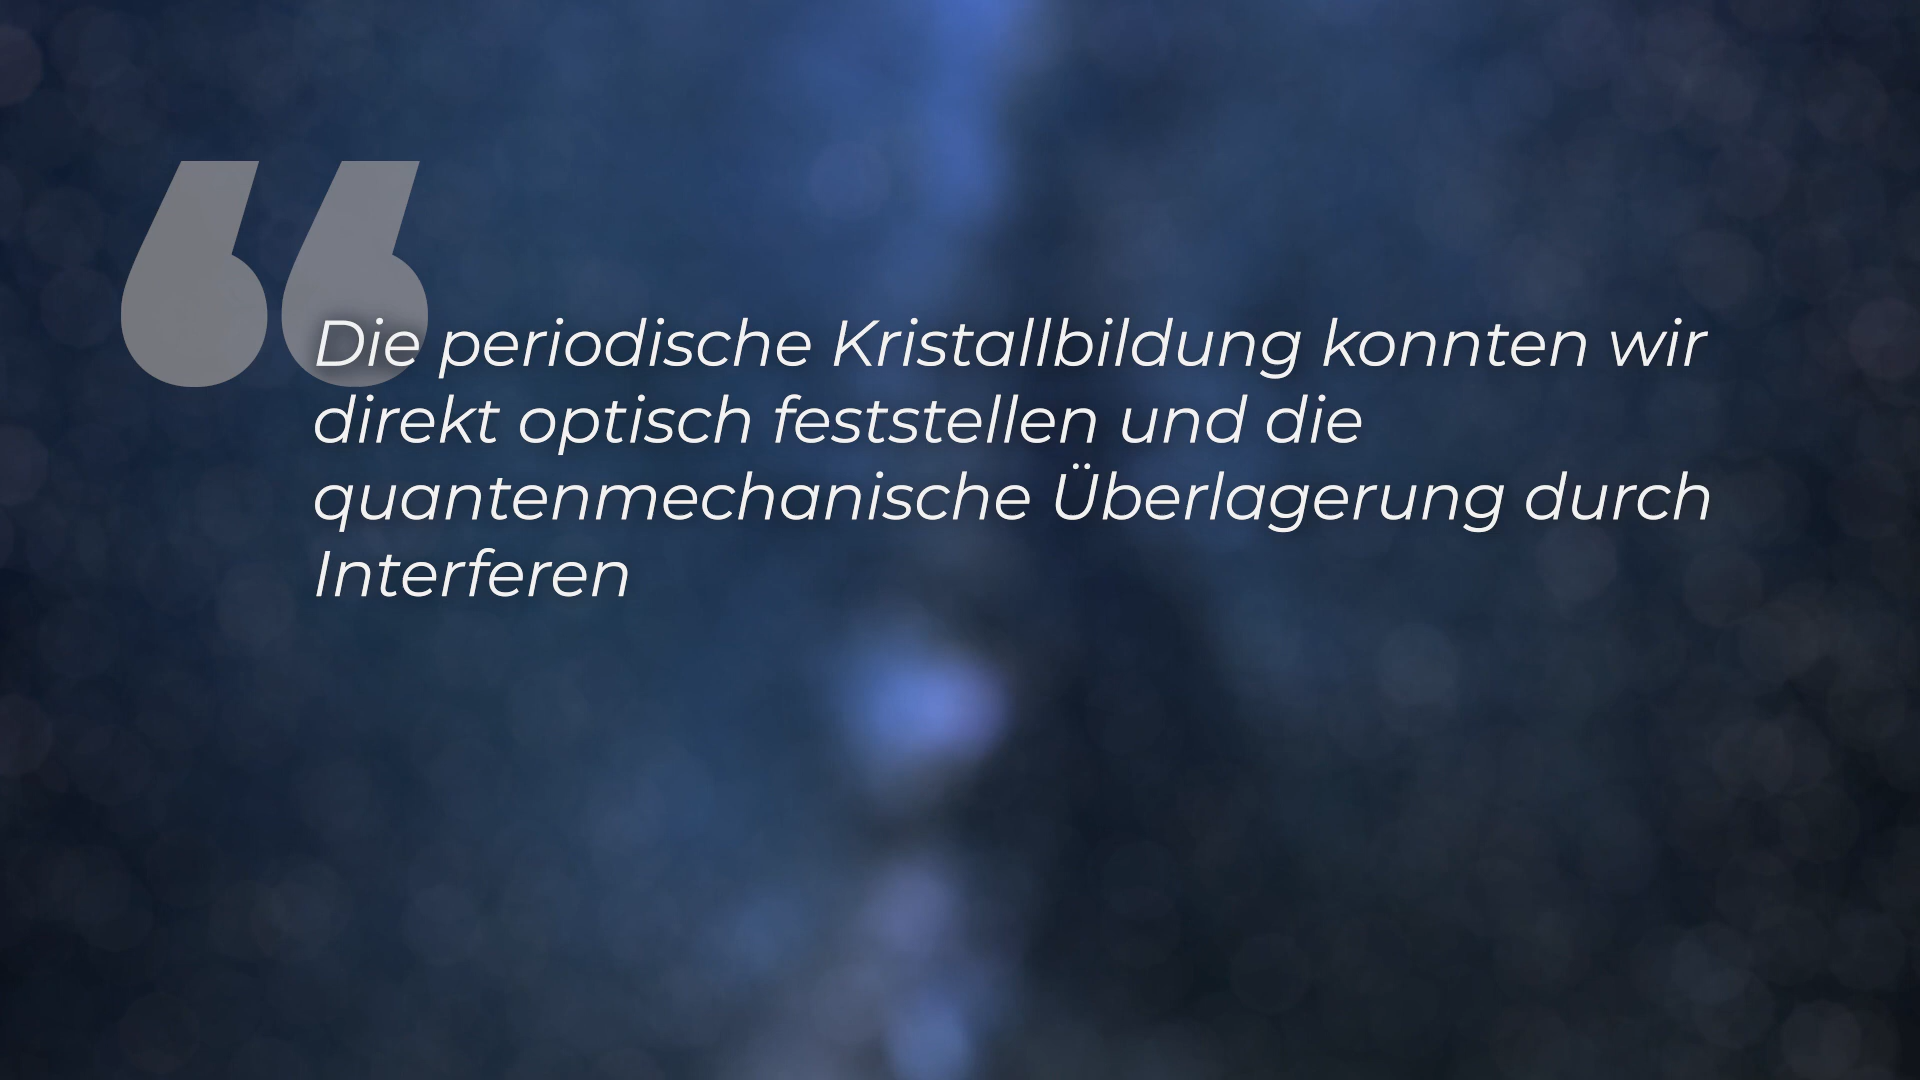 “
Die periodische Kristallbildung konnten wir
direkt optisch feststellen und die
quantenmechanische Überlagerung durch
Interferen